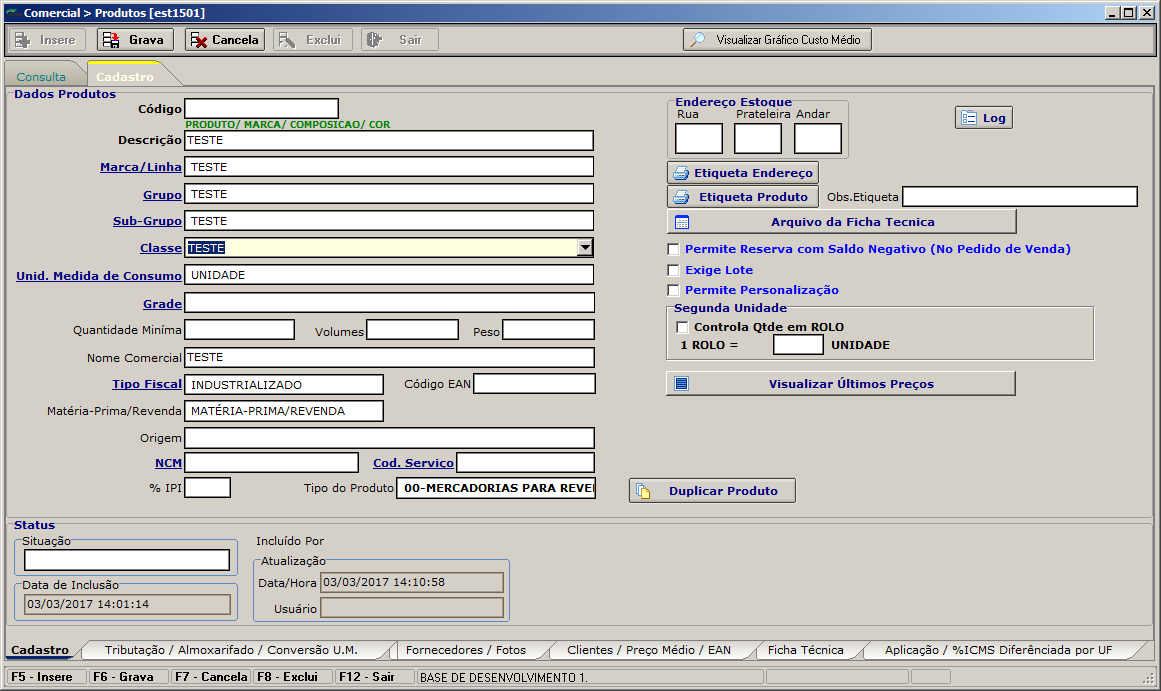 Comercial > Produtos [est1501]
Insere Grava Cancela Exclui Sair Visualizar Gráfico Custo Médio
Consulta Cadastro
Dados Produtos
Código
PRODUTO/ MARCA/ COMPOSICAO/ COR
Descrição TESTE
Marca/Linha TESTE
Grupo TESTE
Sub-Grupo TESTE
Classe TESTE
Unid. Medida de Consumo UNIDADE
Grade
Quantidade Miníma Volumes Peso
Nome Comercial TESTE
Tipo Fiscal INDUSTRIALIZADO Código EAN
Matéria-Prima/Revenda MATÉRIA-PRIMA/REVENDA
Origem
NCM Cod. Serviço
% IPI Tipo do Produto 00-MERCADORIAS PARA REVE
Endereço Estoque
Rua Prateleira Andar
Log
Etiqueta Endereço
Etiqueta Produto Obs.Etiqueta
Arquivo da Ficha Tecnica
Permite Reserva com Saldo Negativo (No Pedido de Venda)
Exige Lote
Permite Personalização
Segunda Unidade
Controla Qtde em ROLO
1 ROLO = UNIDADE
Visualizar Últimos Preços
Duplicar Produto
Status
Situação
Data de Inclusão
03/03/2017 14:01:14
Incluído Por
Atualização
Data/Hora 03/03/2017 14:10:58
Usuário
Cadastro Tributação / Almoxarifado / Conversão U.M. Fornecedores / Fotos Clientes / Preço Médio / EAN Ficha Técnica Aplicação / %ICMS Diferênciada por UF
F5 - Insere F6 - Grava F7 - Cancela F8 - Exclui F12 - Sair BASE DE DESENVOLVIMENTO 1.